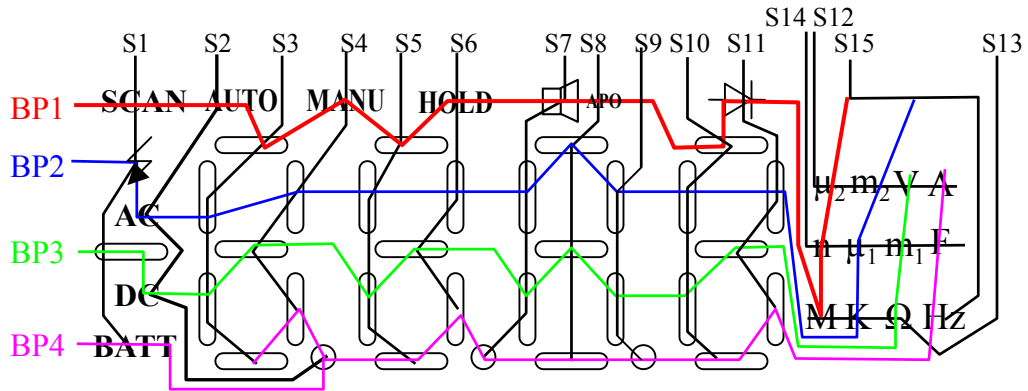 S14 S12
S1 S2 S3 S4 S5 S6 S7 S8 S9 S10 S11 S15 S13
BP1 SCAN AUTO MANU HOLD APO
BP2
μ2 m2 V A
AC
BP3 n μ1 m1 F
DC
M K Ω Hz
BP4 BATT